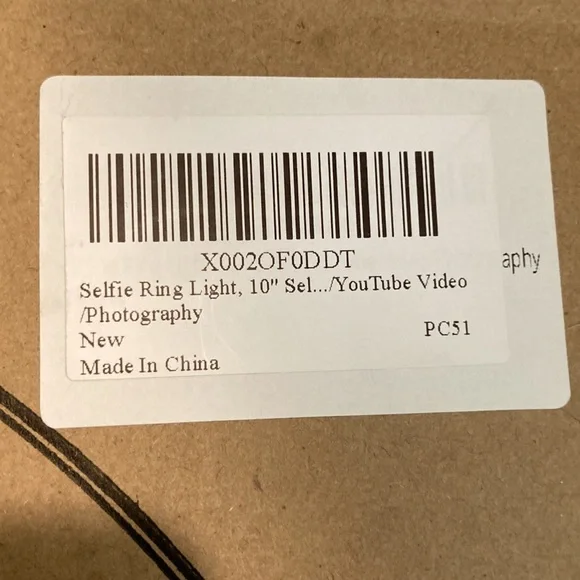 X002OF0DDT
Selfie Ring Light, 10" Sel.../YouTube Video
/Photography
New
PC51
Made In China
aphy